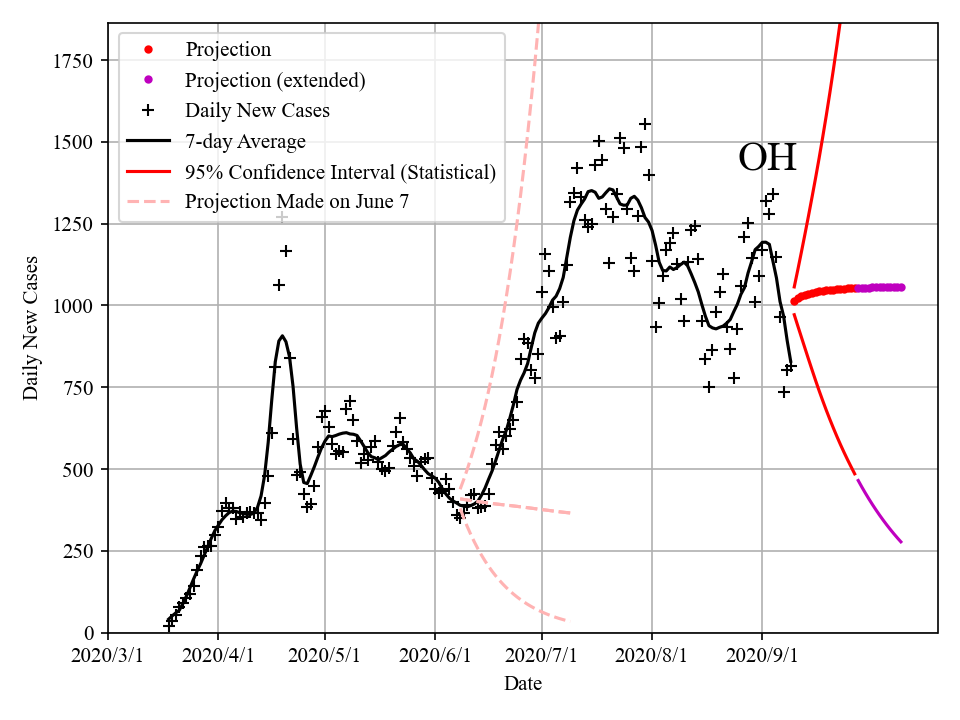 Projection
Projection (extended)
Daily New Cases
7-day Average
95% Confidence Interval (Statistical)
Projection Made on June 7
OH
Daily New Cases
1750
1500
1250
1000
750
500
250
0
2020/3/1 2020/4/1 2020/5/1 2020/6/1 2020/7/1 2020/8/1 2020/9/1
Date